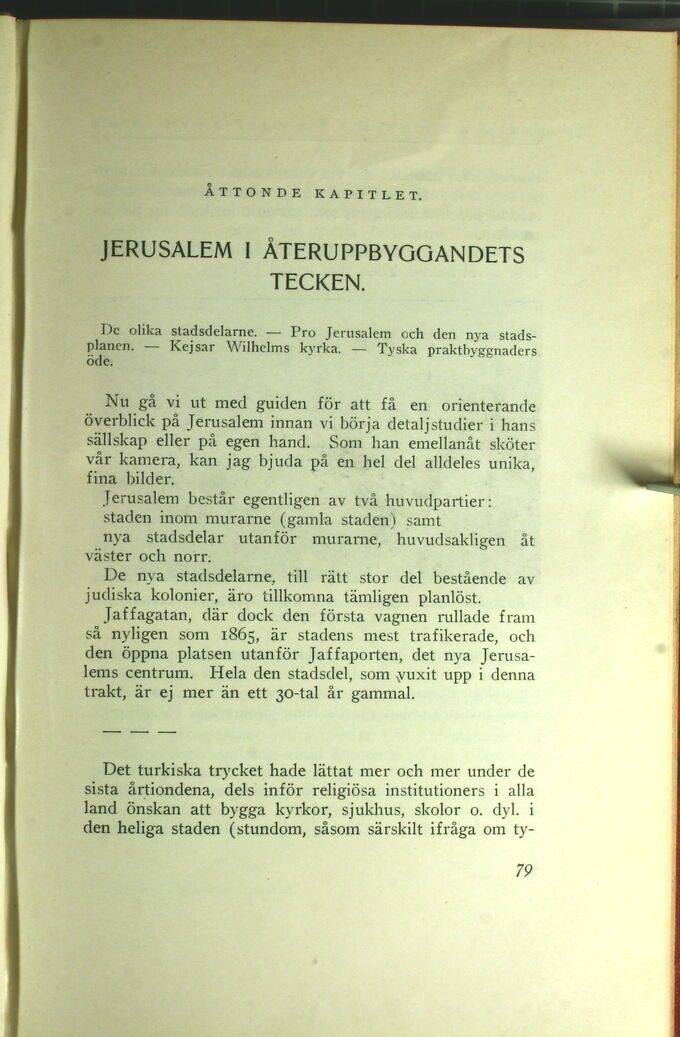 ÅTTONDE KAPITLET.
JERUSALEM I ÅTERUPPBYGGANDETS
TECKEN.
De olika stadsdelarne. — Pro Jerusalem och den nya stads-
planen. — Kejsar Wilhelms kyrka. — Tyska praktbyggnaders
öde.
Nu gå vi ut med guiden för att få en orienterande
överblick på Jerusalem innan vi börja detaljstudier i hans
sällskap eller på egen hand. Som han emellanåt sköter
vår kamera, kan jag bjuda på en hel del alldeles unika,
fina bilder.
Jerusalem består egentligen av två huvudpartier:
staden inom murarne (gamla staden) samt
nya stadsdelar utanför murarne, huvudsakligen åt
väster och norr.
De nya stadsdelarne, till rätt stor del bestående av
judiska kolonier, äro tillkomna tämligen planlöst.
Jaffagatan, där dock den första vagnen rullade fram
så nyligen som 1865, är stadens mest trafikerade, och
den öppna platsen utanför Jaffaporten, det nya Jerusa-
lems centrum. Hela den stadsdel, som vuxit upp i denna
trakt, är ej mer än ett 30-tal år gammal.
— — —
Det turkiska trycket hade lättat mer och mer under de
sista årtiondena, dels inför religiösa institutioners i alla
land önskan att bygga kyrkor, sjukhus, skolor o. dyl. i
den heliga staden (stundom, såsom särskilt ifråga om ty-
79